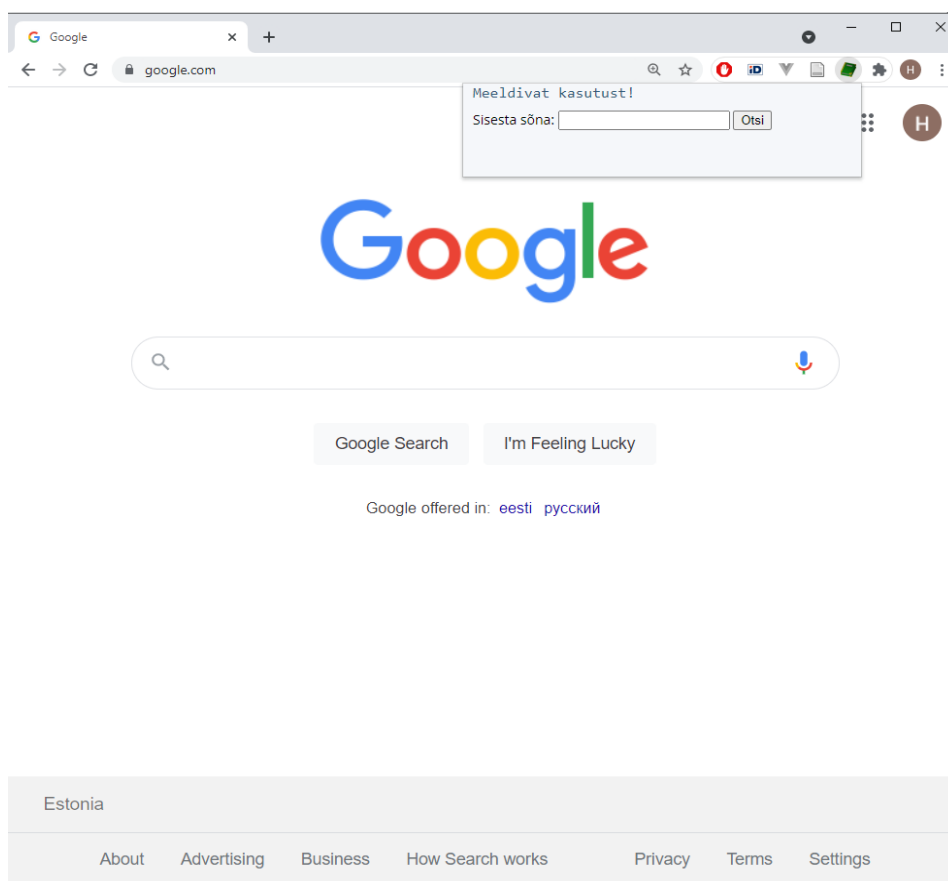 Google
google.com
iD
H
Meeldivat kasutust!
Sisesta sõna: Otsi
H
Google
Google Search I'm Feeling Lucky
Google offered in: eesti русский
Estonia
About Advertising Business How Search works Privacy Terms Settings